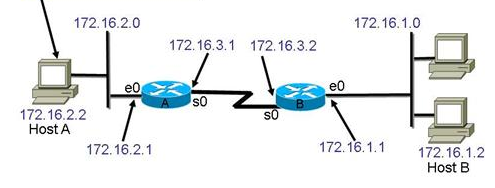 172.16.2.0
172.16.1.0
172.16.3.1
172.16.3.2
e0
A
s0
s0
B
e0
172.16.2.2
Host A
172.16.2.1
172.16.1.1
172.16.1.2
Host B